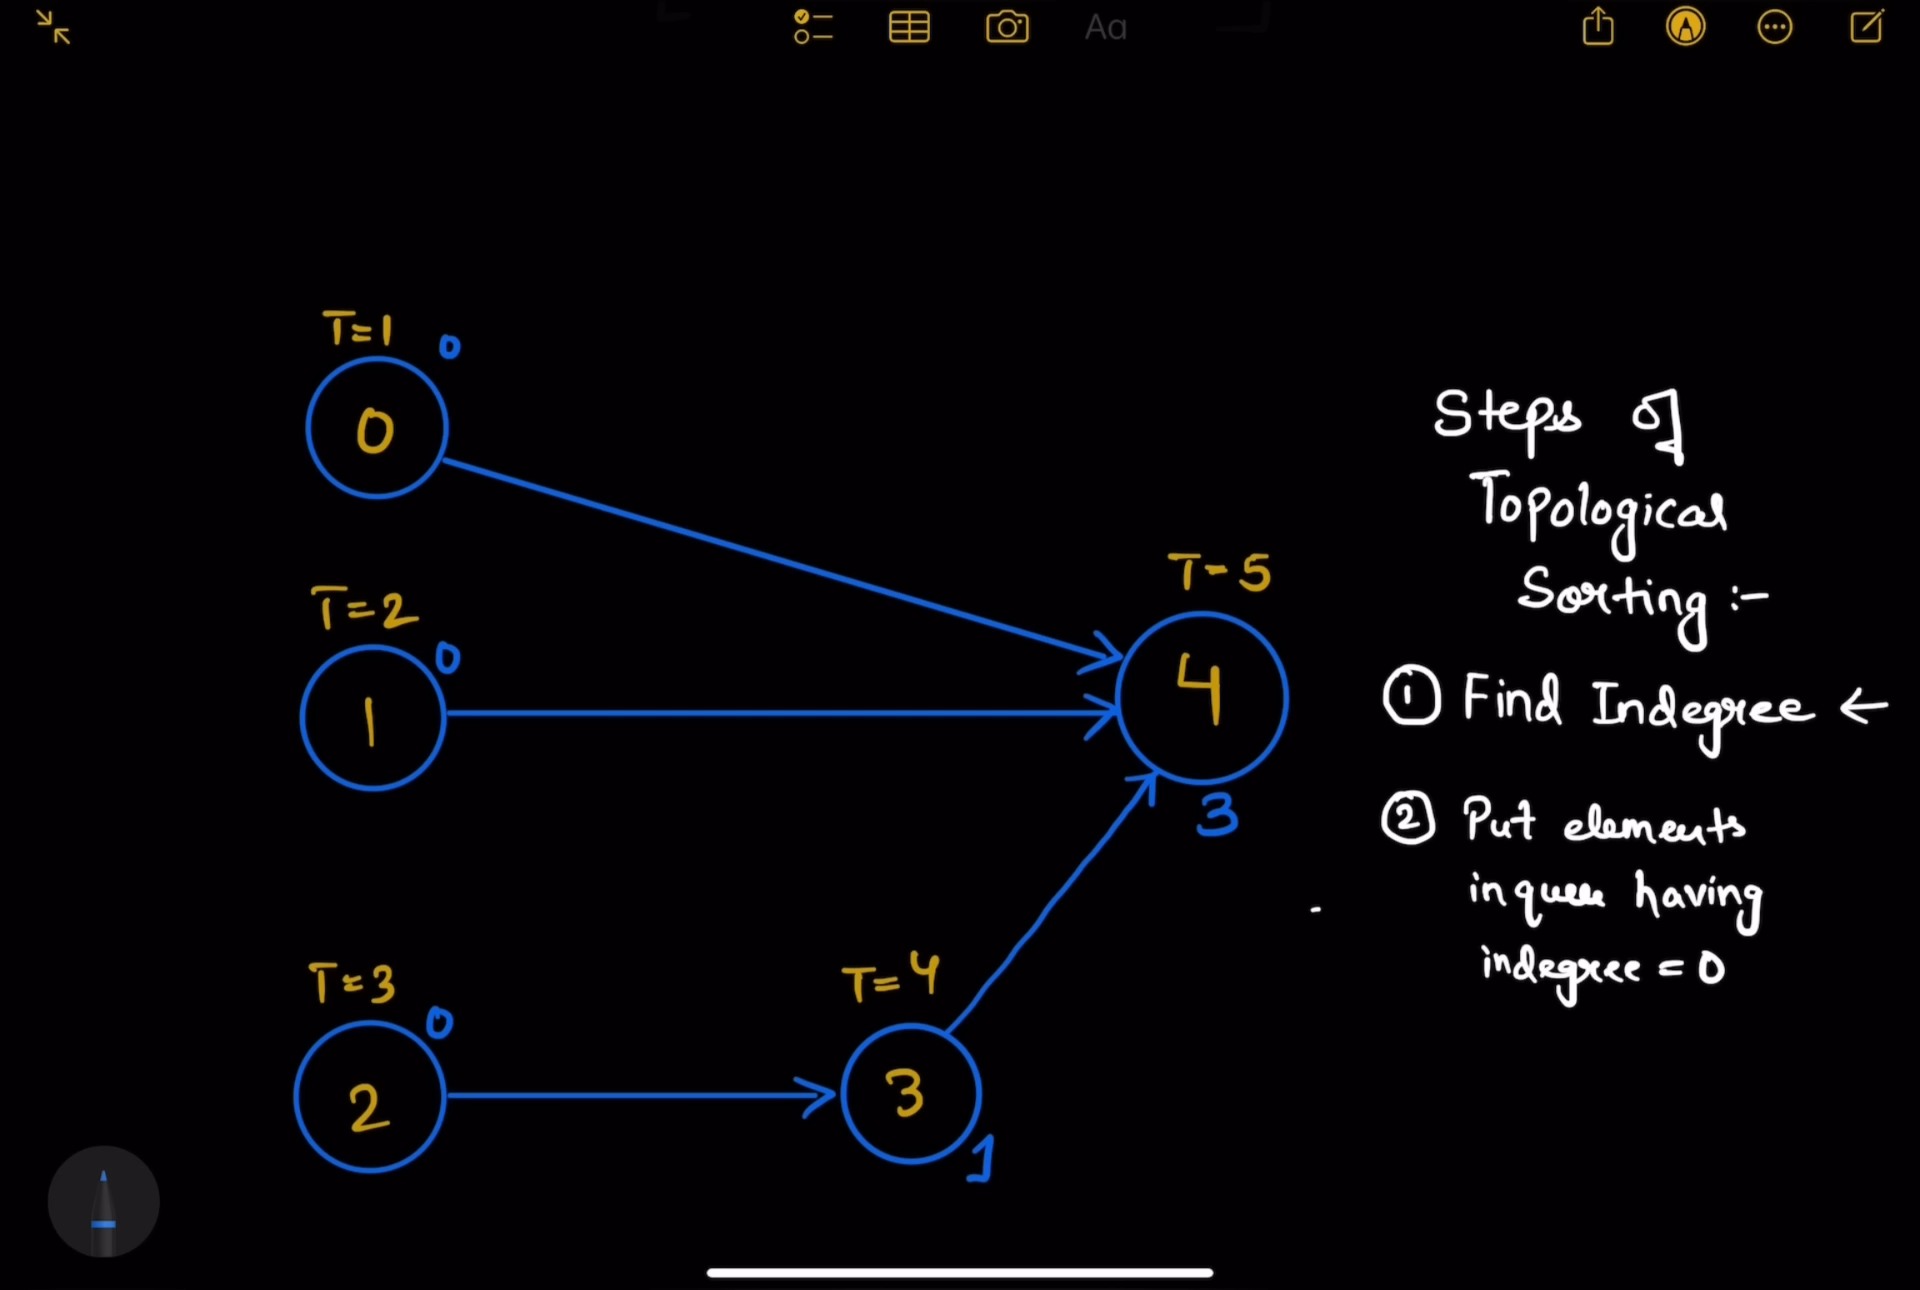 Aa
T=1
0
0
T=2
0
1
T=3
0
2
T=4
3
1
T-5
4
3
Steps of
Topological
Sorting :-
① Find Indegree ←
② Put elements
in queue having
indegree = 0